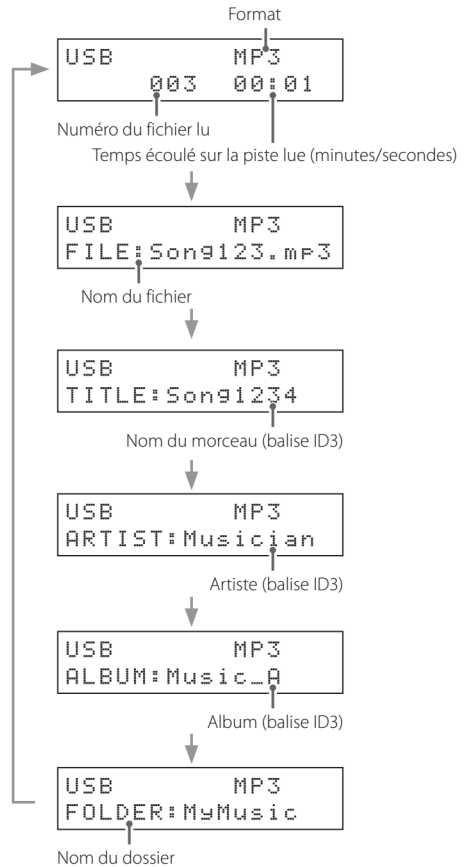 Format
USB MP3
003 00:01
Numéro du fichier lu
Temps écoulé sur la piste lue (minutes/secondes)
USB MP3
FILE:Song123.mp3
Nom du fichier
USB MP3
TITLE:Song1234
Nom du morceau (balise ID3)
USB MP3
ARTIST:Musician
Artiste (balise ID3)
USB MP3
ALBUM:Music_A
Album (balise ID3)
USB MP3
FOLDER:MyMusic
Nom du dossier